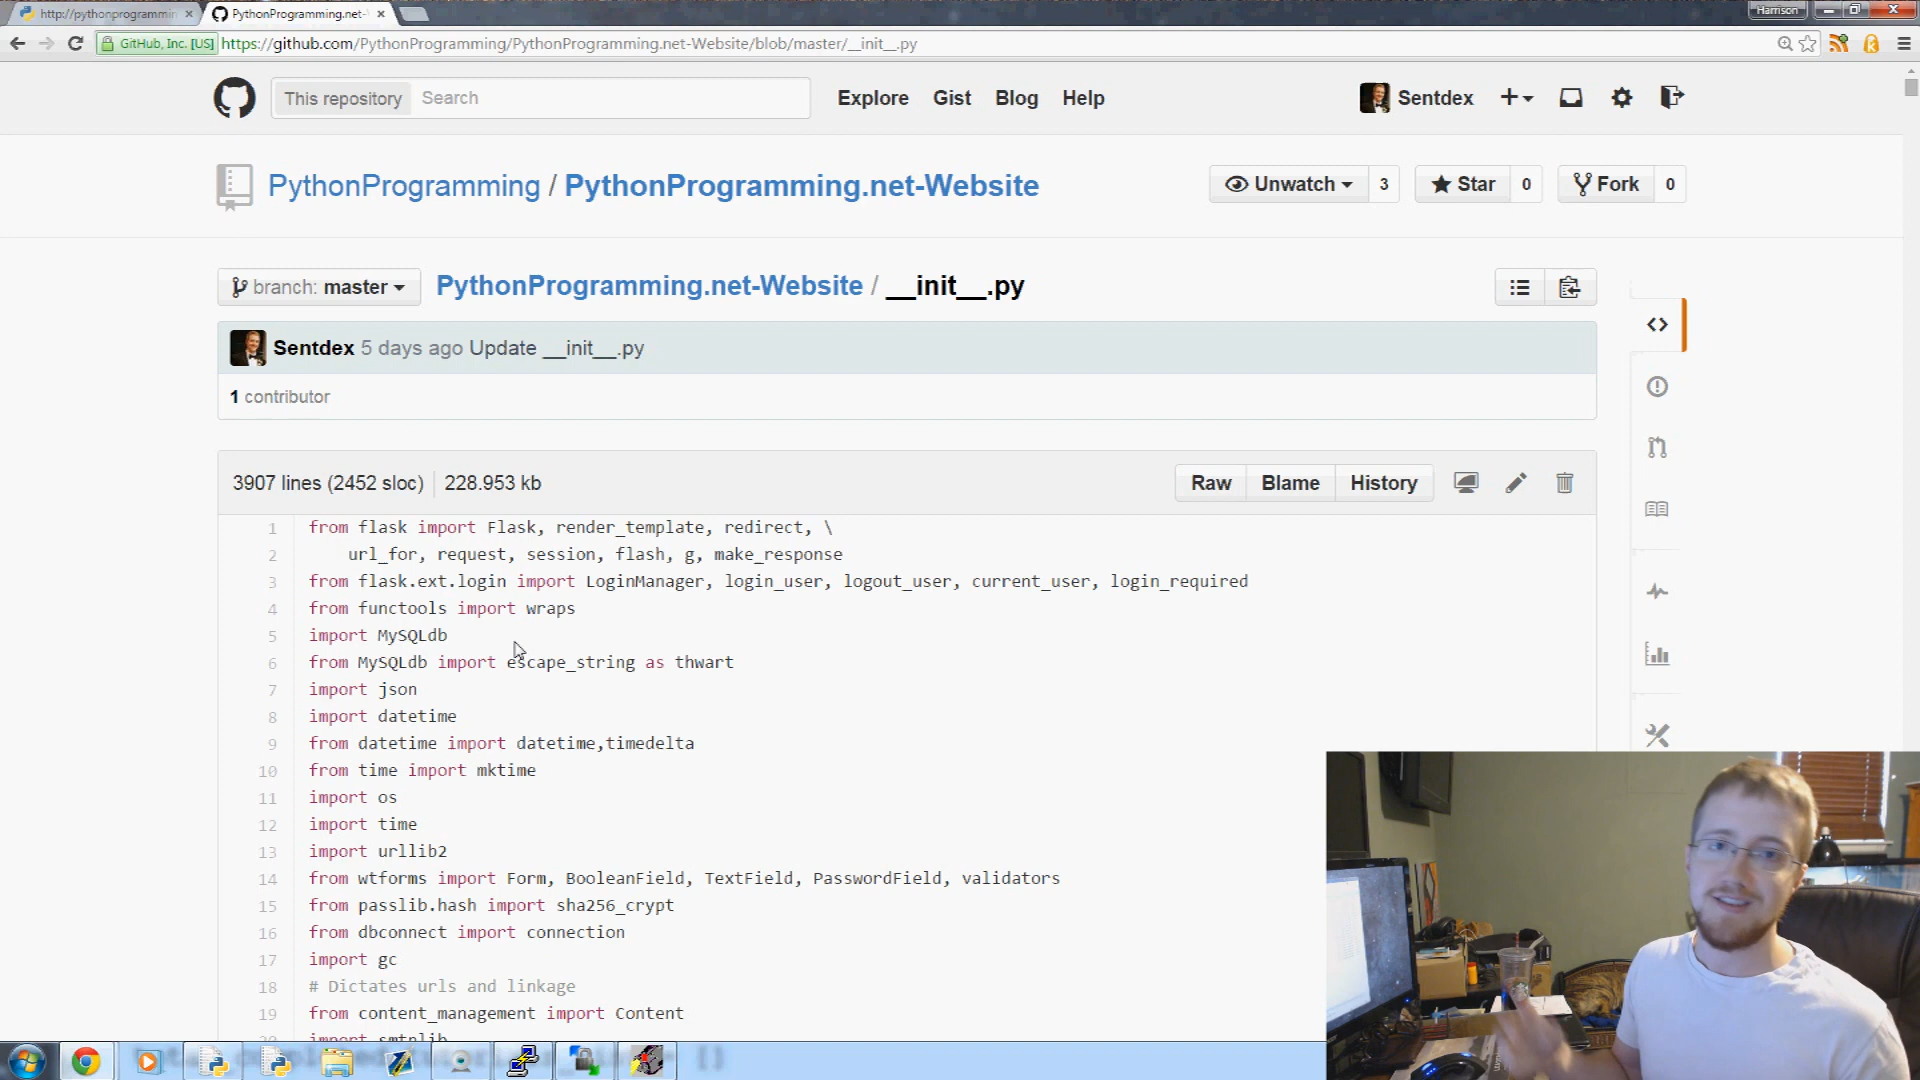 http://pythonprogrammin
PythonProgramming.net-
Harrison
GitHub, Inc. [US]
https://github.com/PythonProgramming/PythonProgramming.net-Website/blob/master/__init__.py
This repository
Search
Explore
Gist
Blog
Help
Sentdex
PythonProgramming / PythonProgramming.net-Website
Unwatch 3
Star 0
Fork 0
branch: master
PythonProgramming.net-Website / __init__.py
Sentdex 5 days ago Update __init__.py
1 contributor
3907 lines (2452 sloc) 228.953 kb
Raw
Blame
History
1 from flask import Flask, render_template, redirect, \
2 url_for, request, session, flash, g, make_response
3 from flask.ext.login import LoginManager, login_user, logout_user, current_user, login_required
4 from functools import wraps
5 import MySQLdb
6 from MySQLdb import escape_string as thwart
7 import json
8 import datetime
9 from datetime import datetime,timedelta
10 from time import mktime
11 import os
12 import time
13 import urllib2
14 from wtforms import Form, BooleanField, TextField, PasswordField, validators
15 from passlib.hash import sha256_crypt
16 from dbconnect import connection
17 import gc
18 # Dictates urls and linkage
19 from content_management import Content
20 import smtplib